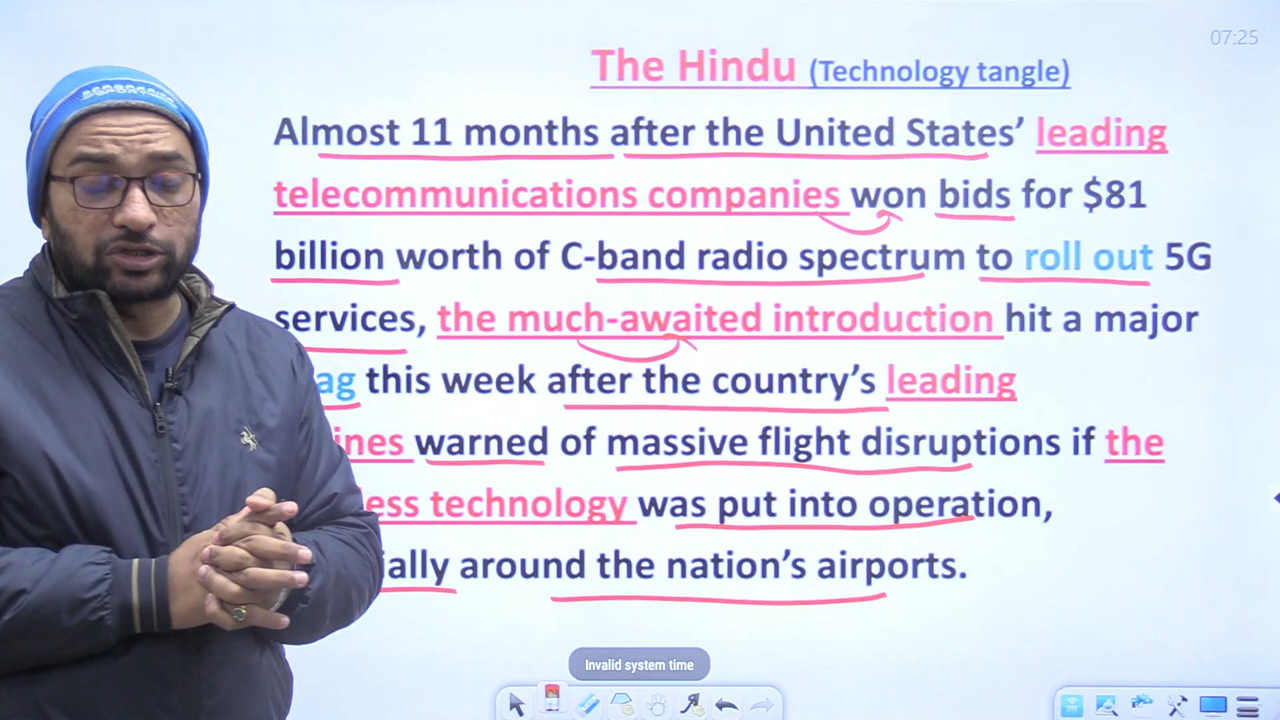 07:25
The Hindu (Technology tangle)
Almost 11 months after the United States’ leading
telecommunications companies won bids for $81
billion worth of C-band radio spectrum to roll out 5G
services, the much-awaited introduction hit a major
ag this week after the country’s leading
ines warned of massive flight disruptions if the
less technology was put into operation,
ially around the nation’s airports.
Invalid system time